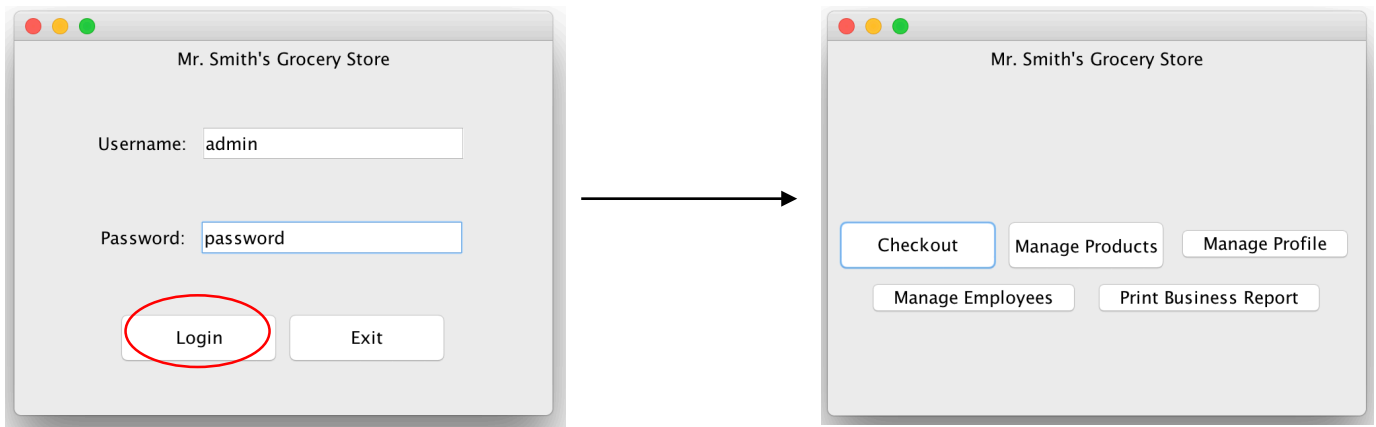 Mr. Smith's Grocery Store
Username: admin
Password: password
Login Exit
Mr. Smith's Grocery Store
Checkout Manage Products Manage Profile
Manage Employees Print Business Report